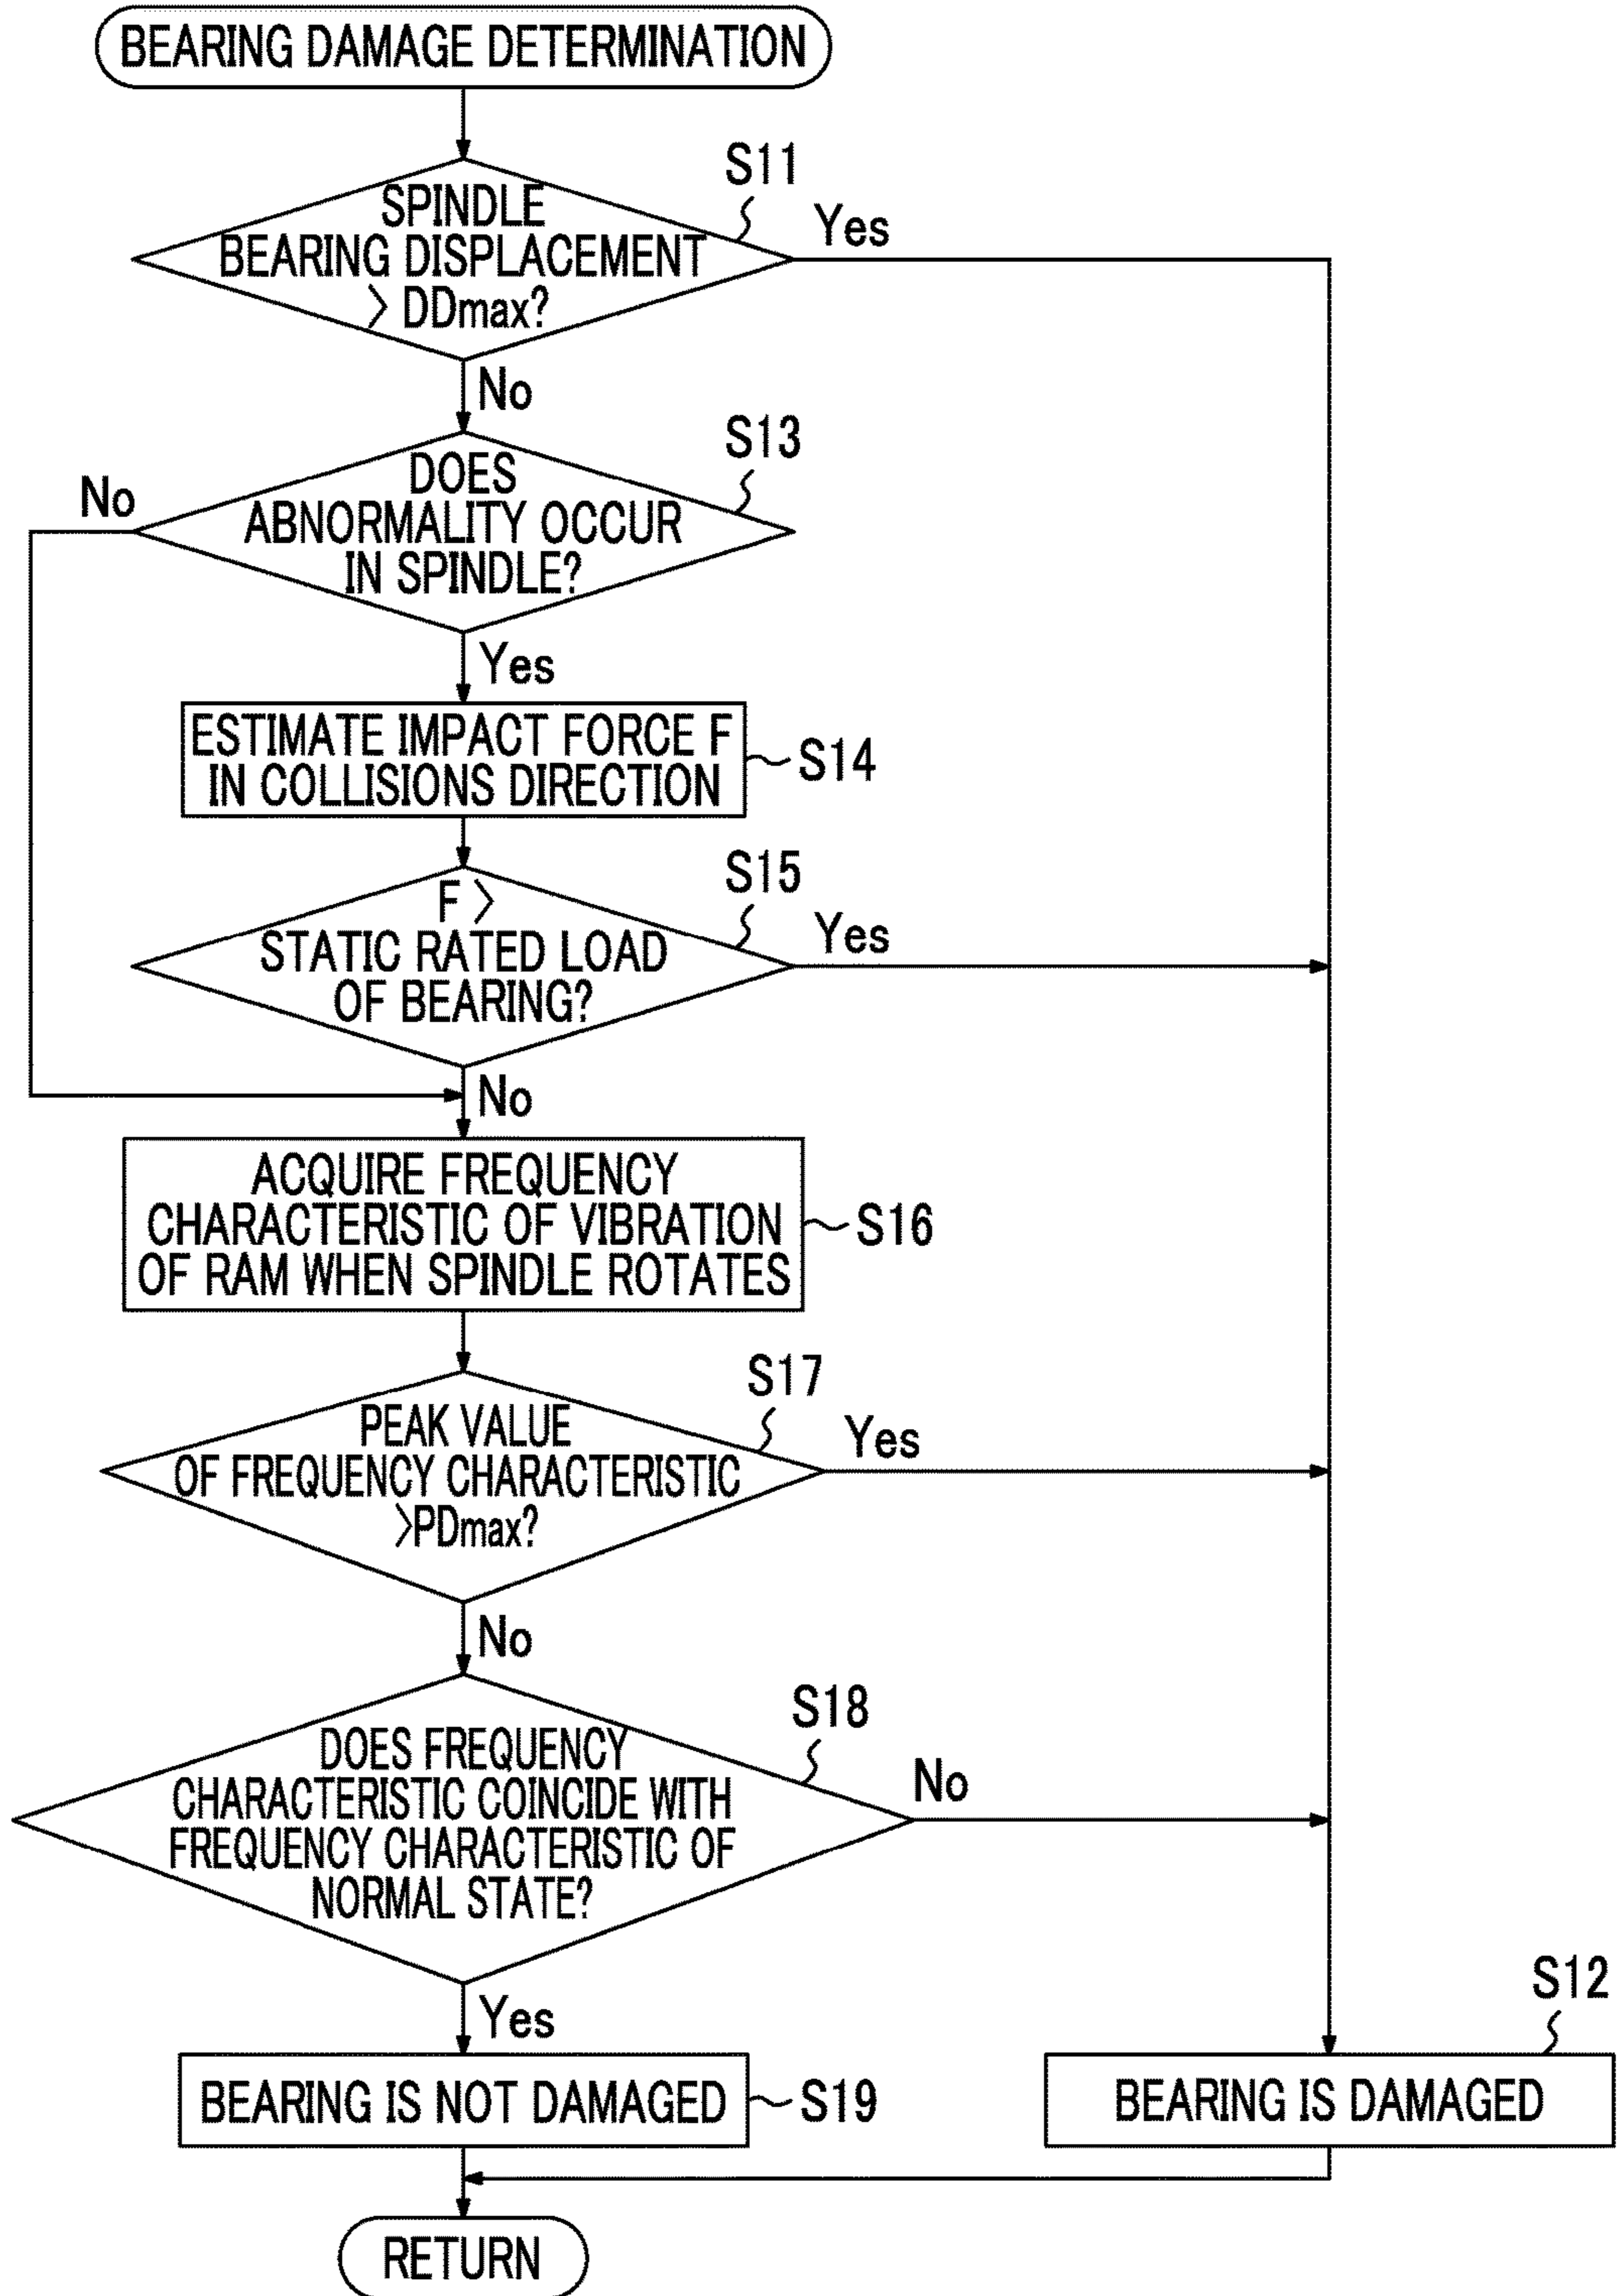 BEARING DAMAGE DETERMINATION
S11
SPINDLE
BEARING DISPLACEMENT
> DDmax?
Yes
No
S13
DOES
ABNORMALITY OCCUR
IN SPINDLE?
No
Yes
ESTIMATE IMPACT FORCE F
IN COLLISIONS DIRECTION
S14
S15
F >
STATIC RATED LOAD
OF BEARING?
Yes
No
ACQUIRE FREQUENCY
CHARACTERISTIC OF VIBRATION
OF RAM WHEN SPINDLE ROTATES
S16
S17
PEAK VALUE
OF FREQUENCY CHARACTERISTIC
>PDmax?
Yes
No
S18
DOES FREQUENCY
CHARACTERISTIC COINCIDE WITH
FREQUENCY CHARACTERISTIC OF
NORMAL STATE?
No
Yes
S12
BEARING IS NOT DAMAGED
S19
BEARING IS DAMAGED
RETURN